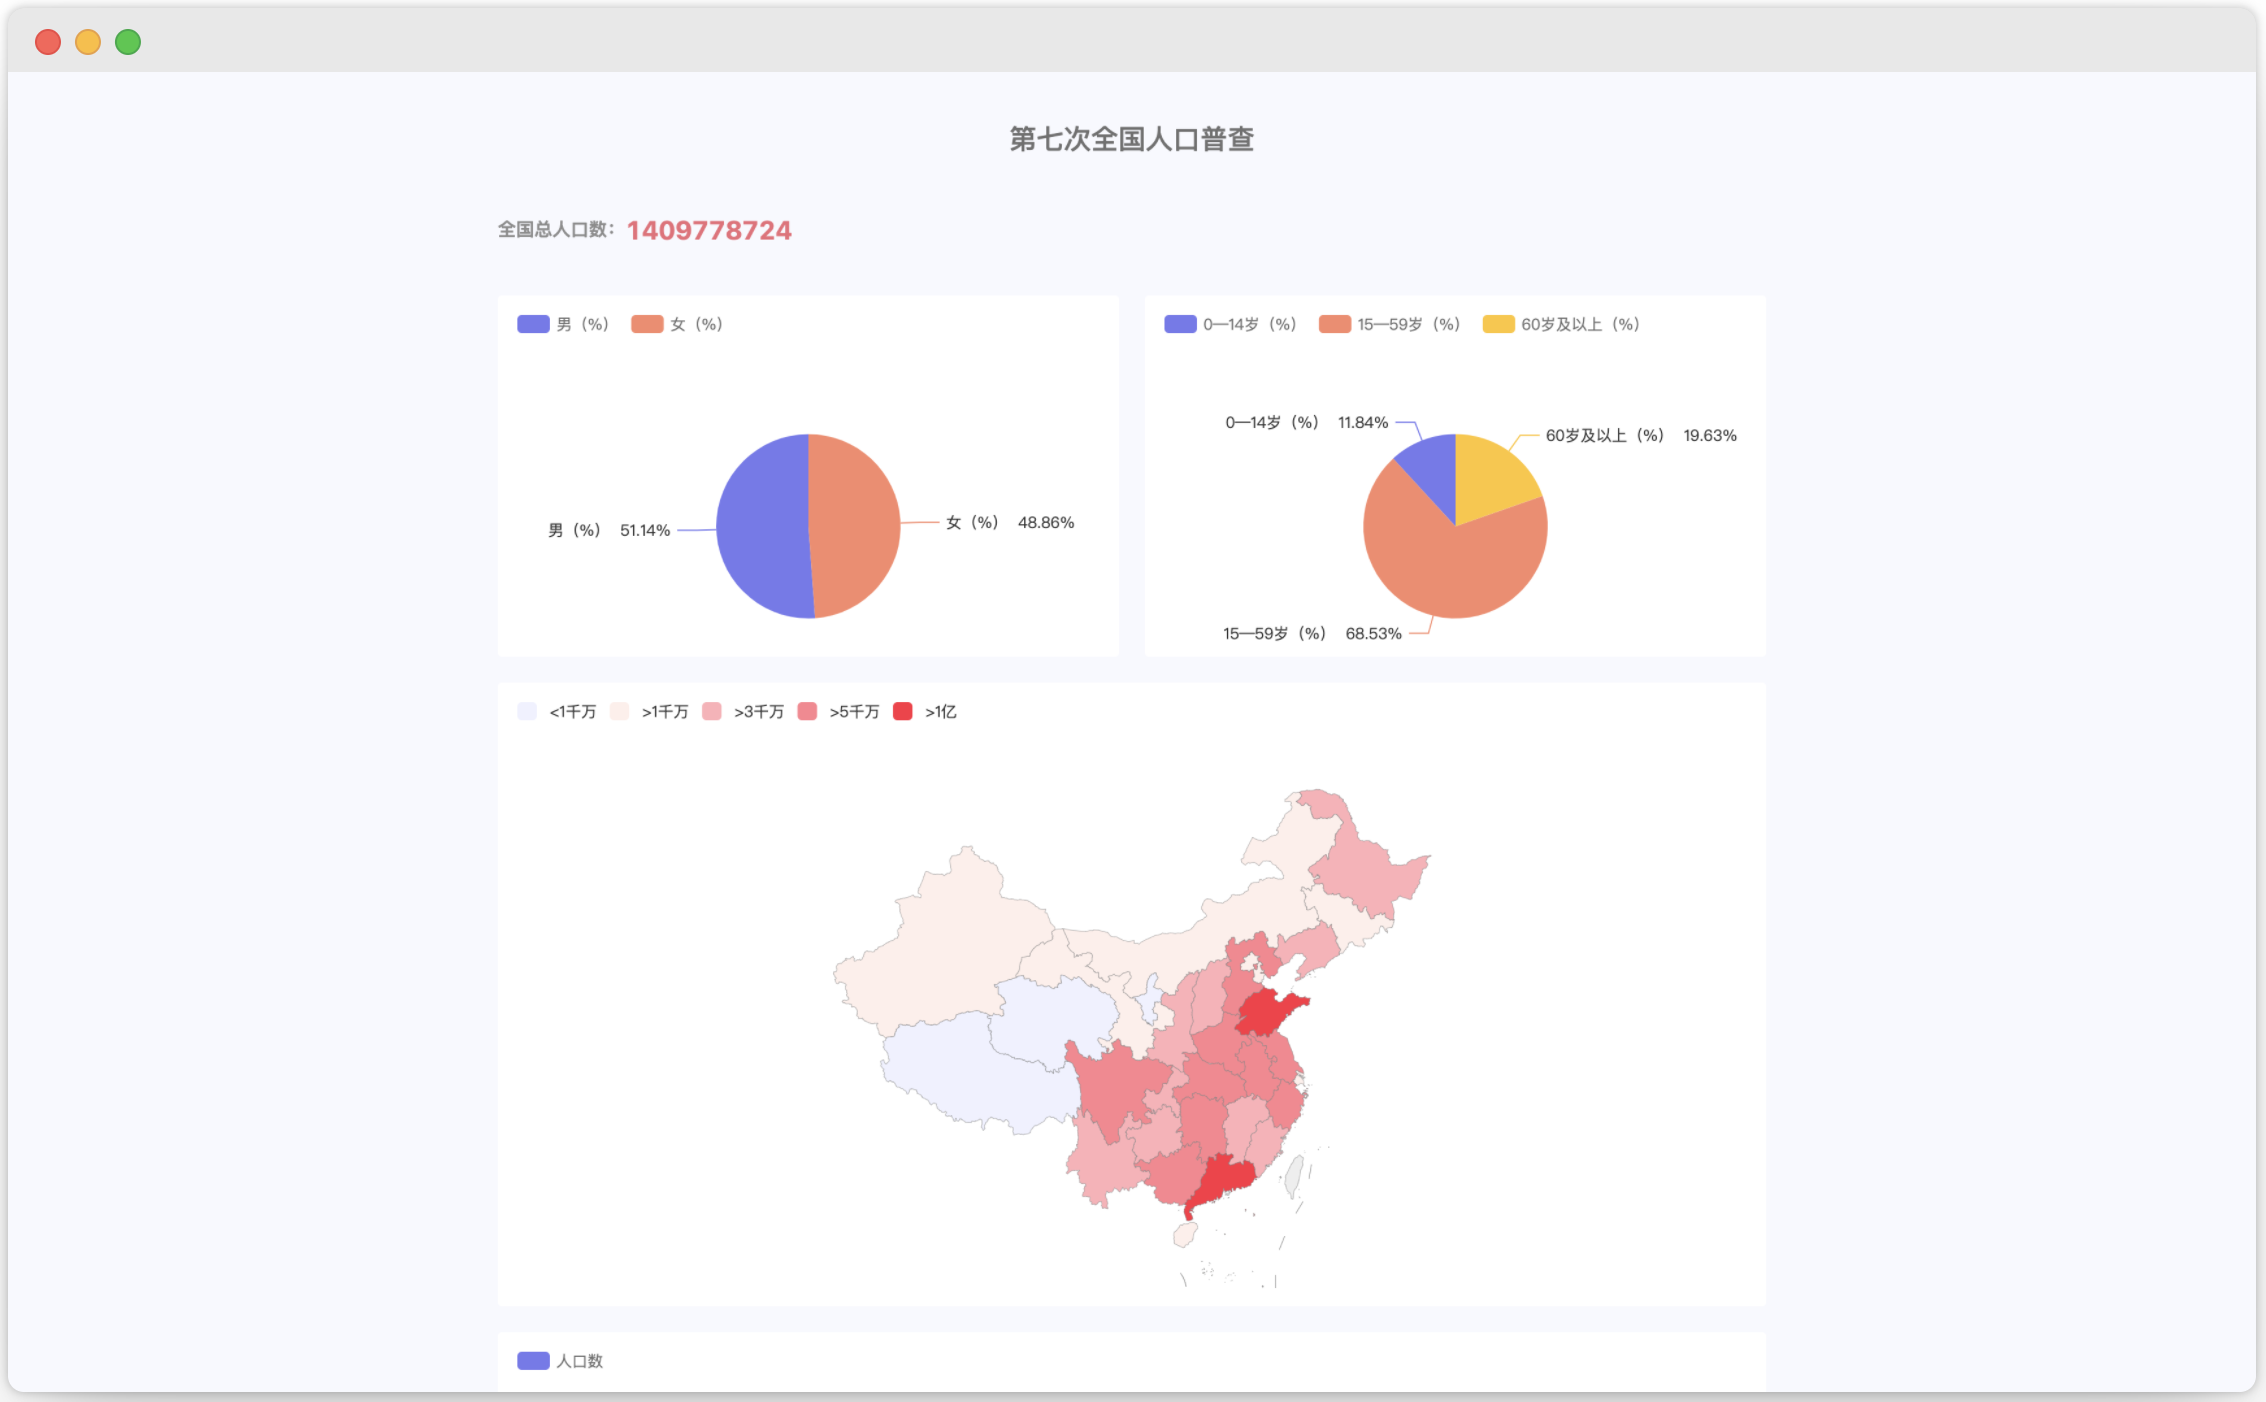 第七次全国人口普查
全国总人口数：1409778724
男（%） 女（%）
男（%） 51.14%
女（%） 48.86%
0—14岁（%） 15—59岁（%） 60岁及以上（%）
0—14岁（%） 11.84%
60岁及以上（%） 19.63%
15—59岁（%） 68.53%
<1千万 >1千万 >3千万 >5千万 >1亿
人口数